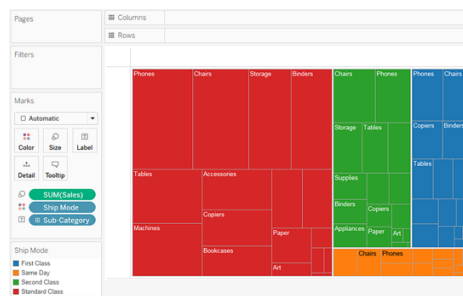 Pages
Columns
Rows
Filters
Marks
Automatic
Color
Size
Label
Detail
Tooltip
SUM(Sales)
Ship Mode
Sub-Category
Ship Mode
First Class
Same Day
Second Class
Standard Class
Phones
Chairs
Storage
Binders
Tables
Accessories
Machines
Copiers
Bookcases
Paper
Art
Chairs
Phones
Storage
Tables
Supplies
Binders
Copiers
Appliances
Paper
Art
Chairs
Phones
Phones
Chairs
Copiers
Binders
Tables